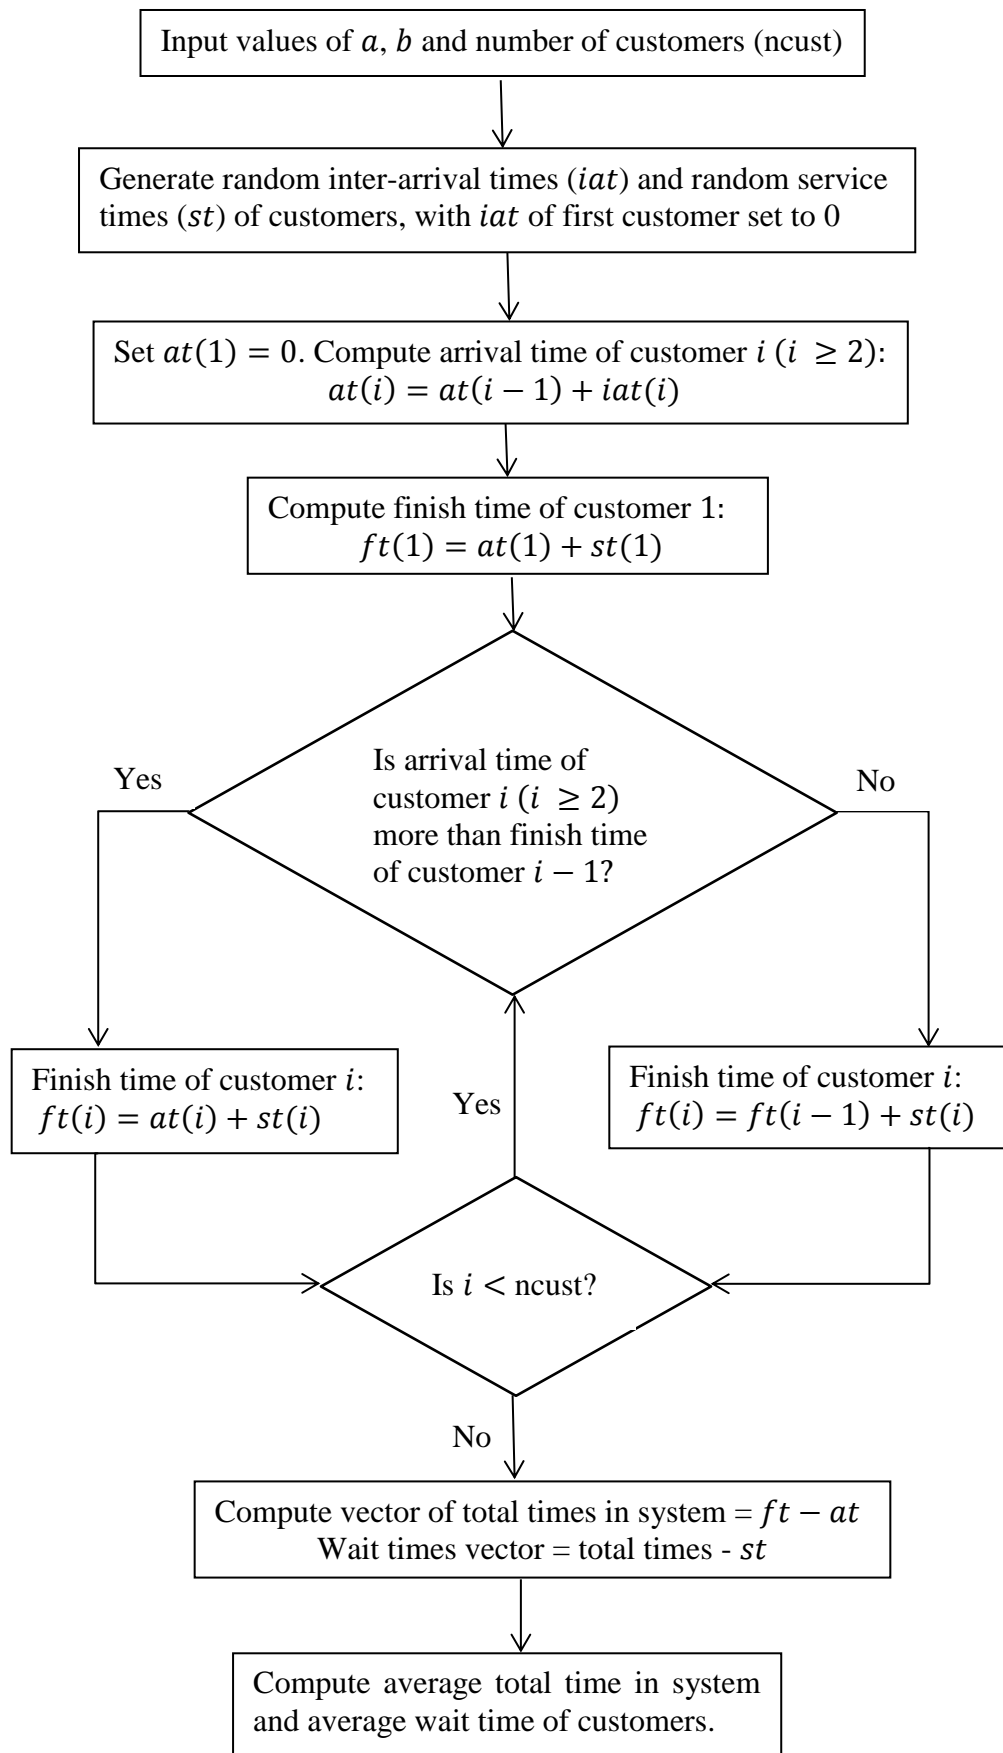 Input values of 𝑎, 𝑏 and number of customers (ncust)
Generate random inter-arrival times (𝑖𝑎𝑡) and random service
times (𝑠𝑡) of customers, with 𝑖𝑎𝑡 of first customer set to 0
Set 𝑎𝑡(1) = 0. Compute arrival time of customer 𝑖 (𝑖 ≥ 2):
𝑎𝑡(𝑖) = 𝑎𝑡(𝑖 − 1) + 𝑖𝑎𝑡(𝑖)
Compute finish time of customer 1:
𝑓𝑡(1) = 𝑎𝑡(1) + 𝑠𝑡(1)
Is arrival time of
customer 𝑖 (𝑖 ≥ 2)
more than finish time
of customer 𝑖 − 1?
Yes
No
Finish time of customer 𝑖:
𝑓𝑡(𝑖) = 𝑎𝑡(𝑖) + 𝑠𝑡(𝑖)
Yes
Finish time of customer 𝑖:
𝑓𝑡(𝑖) = 𝑓𝑡(𝑖 − 1) + 𝑠𝑡(𝑖)
Is 𝑖 < ncust?
No
Compute vector of total times in system = 𝑓𝑡 − 𝑎𝑡
Wait times vector = total times - 𝑠𝑡
Compute average total time in system
and average wait time of customers.